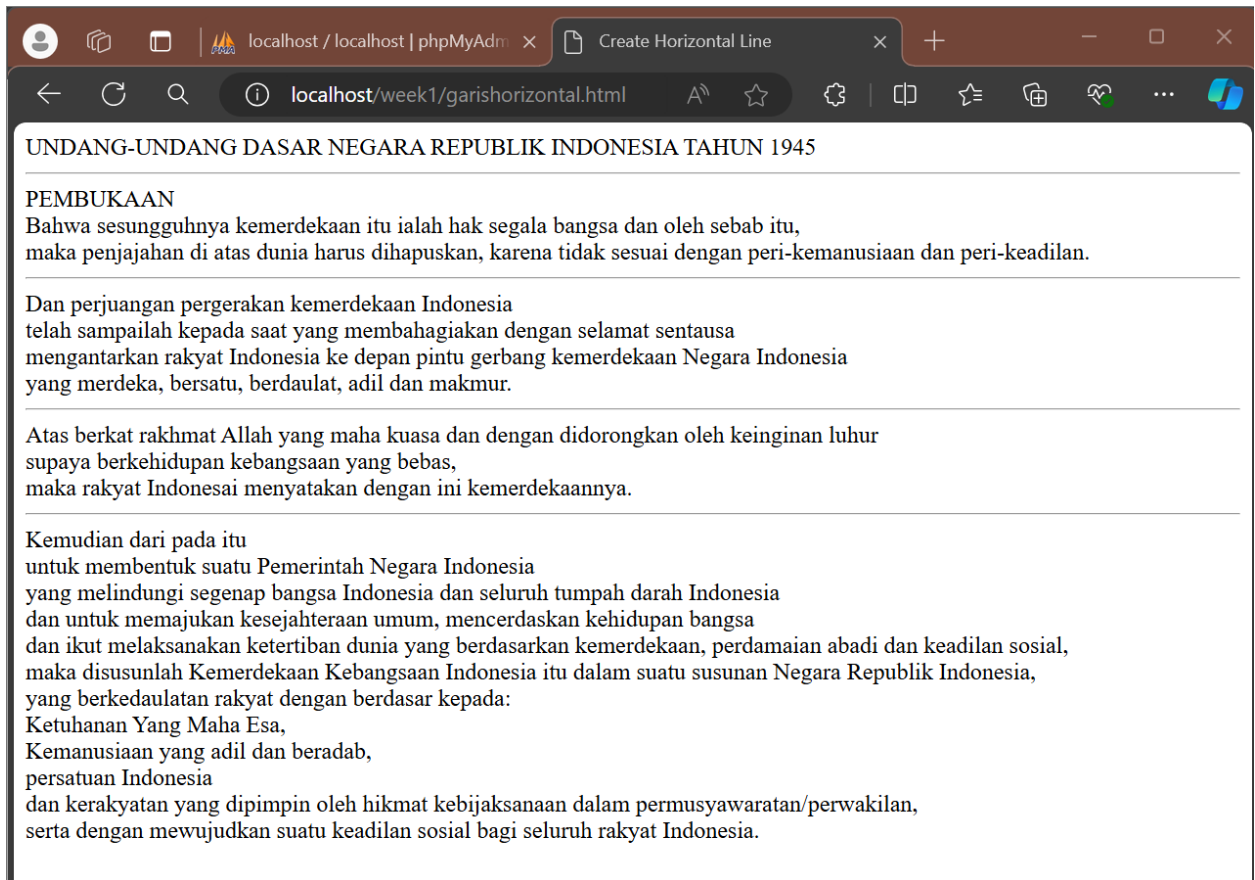 localhost / localhost | phpMyAdm
Create Horizontal Line
localhost/week1/garishorizontal.html
UNDANG-UNDANG DASAR NEGARA REPUBLIK INDONESIA TAHUN 1945
PEMBUKAAN
Bahwa sesungguhnya kemerdekaan itu ialah hak segala bangsa dan oleh sebab itu,
maka penjajahan di atas dunia harus dihapuskan, karena tidak sesuai dengan peri-kemanusiaan dan peri-keadilan.
Dan perjuangan pergerakan kemerdekaan Indonesia
telah sampailah kepada saat yang membahagiakan dengan selamat sentausa
mengantarkan rakyat Indonesia ke depan pintu gerbang kemerdekaan Negara Indonesia
yang merdeka, bersatu, berdaulat, adil dan makmur.
Atas berkat rakhmat Allah yang maha kuasa dan dengan didorongkan oleh keinginan luhur
supaya berkehidupan kebangsaan yang bebas,
maka rakyat Indonesai menyatakan dengan ini kemerdekaannya.
Kemudian dari pada itu
untuk membentuk suatu Pemerintah Negara Indonesia
yang melindungi segenap bangsa Indonesia dan seluruh tumpah darah Indonesia
dan untuk memajukan kesejahteraan umum, mencerdaskan kehidupan bangsa
dan ikut melaksanakan ketertiban dunia yang berdasarkan kemerdekaan, perdamaian abadi dan keadilan sosial,
maka disusunlah Kemerdekaan Kebangsaan Indonesia itu dalam suatu susunan Negara Republik Indonesia,
yang berkedaulatan rakyat dengan berdasar kepada:
Ketuhanan Yang Maha Esa,
Kemanusiaan yang adil dan beradab,
persatuan Indonesia
dan kerakyatan yang dipimpin oleh hikmat kebijaksanaan dalam permusyawaratan/perwakilan,
serta dengan mewujudkan suatu keadilan sosial bagi seluruh rakyat Indonesia.